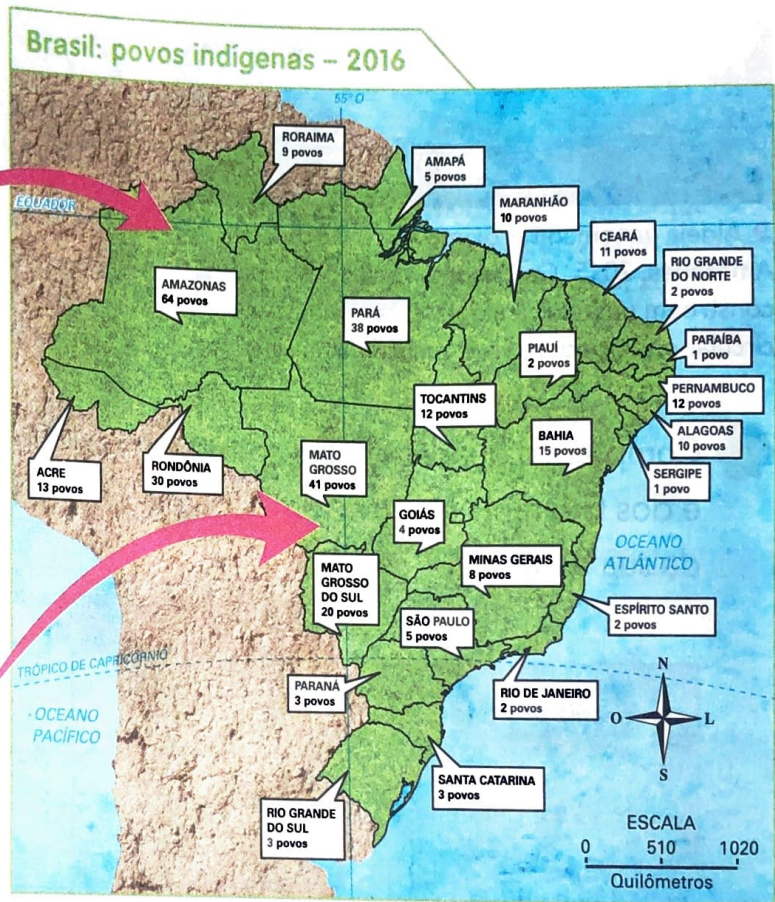 Brasil: povos indígenas – 2016
55° O
RORAIMA
9 povos
AMAPÁ
5 povos
MARANHÃO
10 povos
CEARÁ
11 povos
RIO GRANDE
DO NORTE
2 povos
EQUADOR
AMAZONAS
64 povos
PARÁ
38 povos
PIAUÍ
2 povos
PARAÍBA
1 povo
PERNAMBUCO
12 povos
TOCANTINS
12 povos
ALAGOAS
10 povos
BAHIA
15 povos
SERGIPE
1 povo
ACRE
13 povos
RONDÔNIA
30 povos
MATO
GROSSO
41 povos
GOIÁS
4 povos
OCEANO
ATLÂNTICO
MINAS GERAIS
8 povos
MATO
GROSSO
DO SUL
20 povos
ESPÍRITO SANTO
2 povos
SÃO PAULO
5 povos
TRÓPICO DE CAPRICÓRNIO
PARANÁ
3 povos
RIO DE JANEIRO
2 povos
OCEANO
PACÍFICO
N
O
L
S
SANTA CATARINA
3 povos
RIO GRANDE
DO SUL
3 povos
ESCALA
0 510 1020
Quilômetros